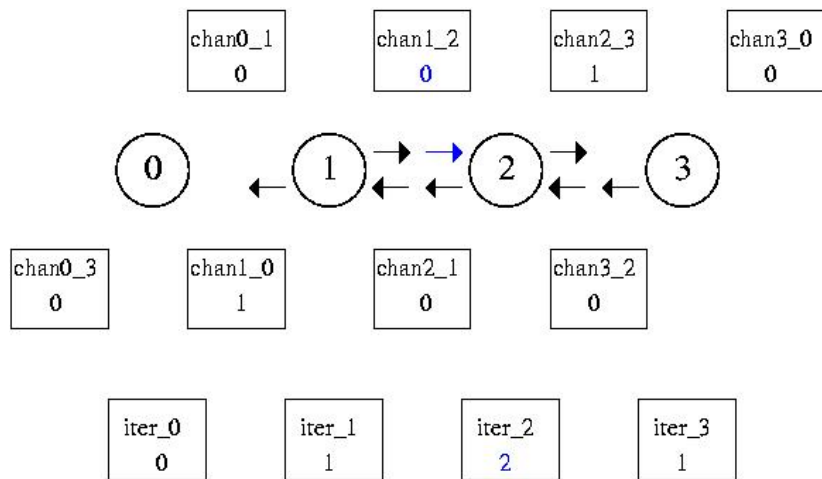 chan0_1 chan1_2 chan2_3 chan3_0
0 0 1 0
0 1 2 3
chan0_3 chan1_0 chan2_1 chan3_2
0 1 0 0
iter_0 iter_1 iter_2 iter_3
0 1 2 1